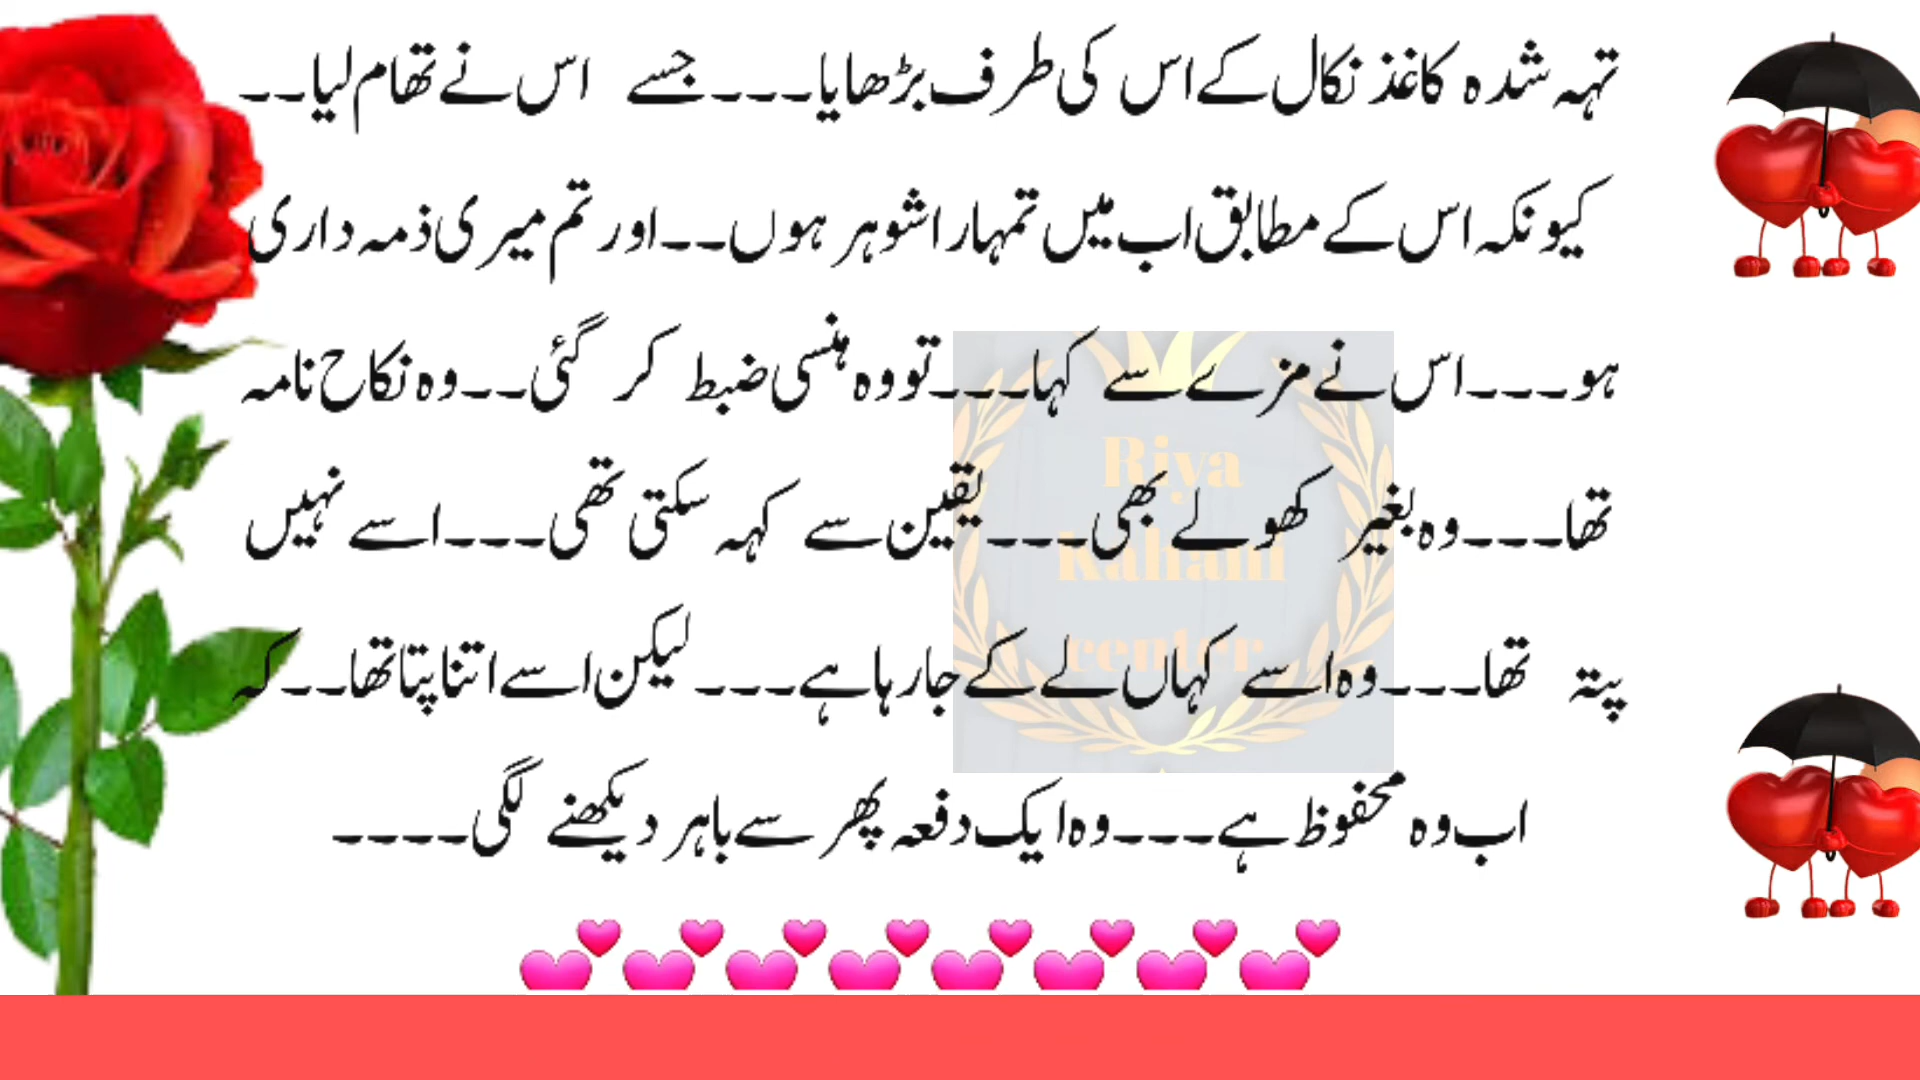 تہہ شدہ کاغذ نکال کے اس کی طرف بڑھایا۔۔۔جسے اس نے تھام لیا۔۔
کیونکہ اس کے مطابق اب میں تمہارا شوہر ہوں۔۔اور تم میری ذمہ داری
ہو۔۔۔اس نے مزے سے کہا۔۔۔تو وہ ہنسی ضبط کر گئی۔۔وہ نکاح نامہ
تھا۔۔۔وہ بغیر کھولے بھی۔۔۔یقین سے کہہ سکتی تھی۔۔۔اسے نہیں
پتہ تھا۔۔۔وہ اسے کہاں لے کے جا رہا ہے۔۔۔لیکن اسے اتنا پتا تھا۔۔کہ
اب وہ محفوظ ہے۔۔۔وہ ایک دفعہ پھر سے باہر دیکھنے لگی۔۔۔۔
Riya
Kahani
center